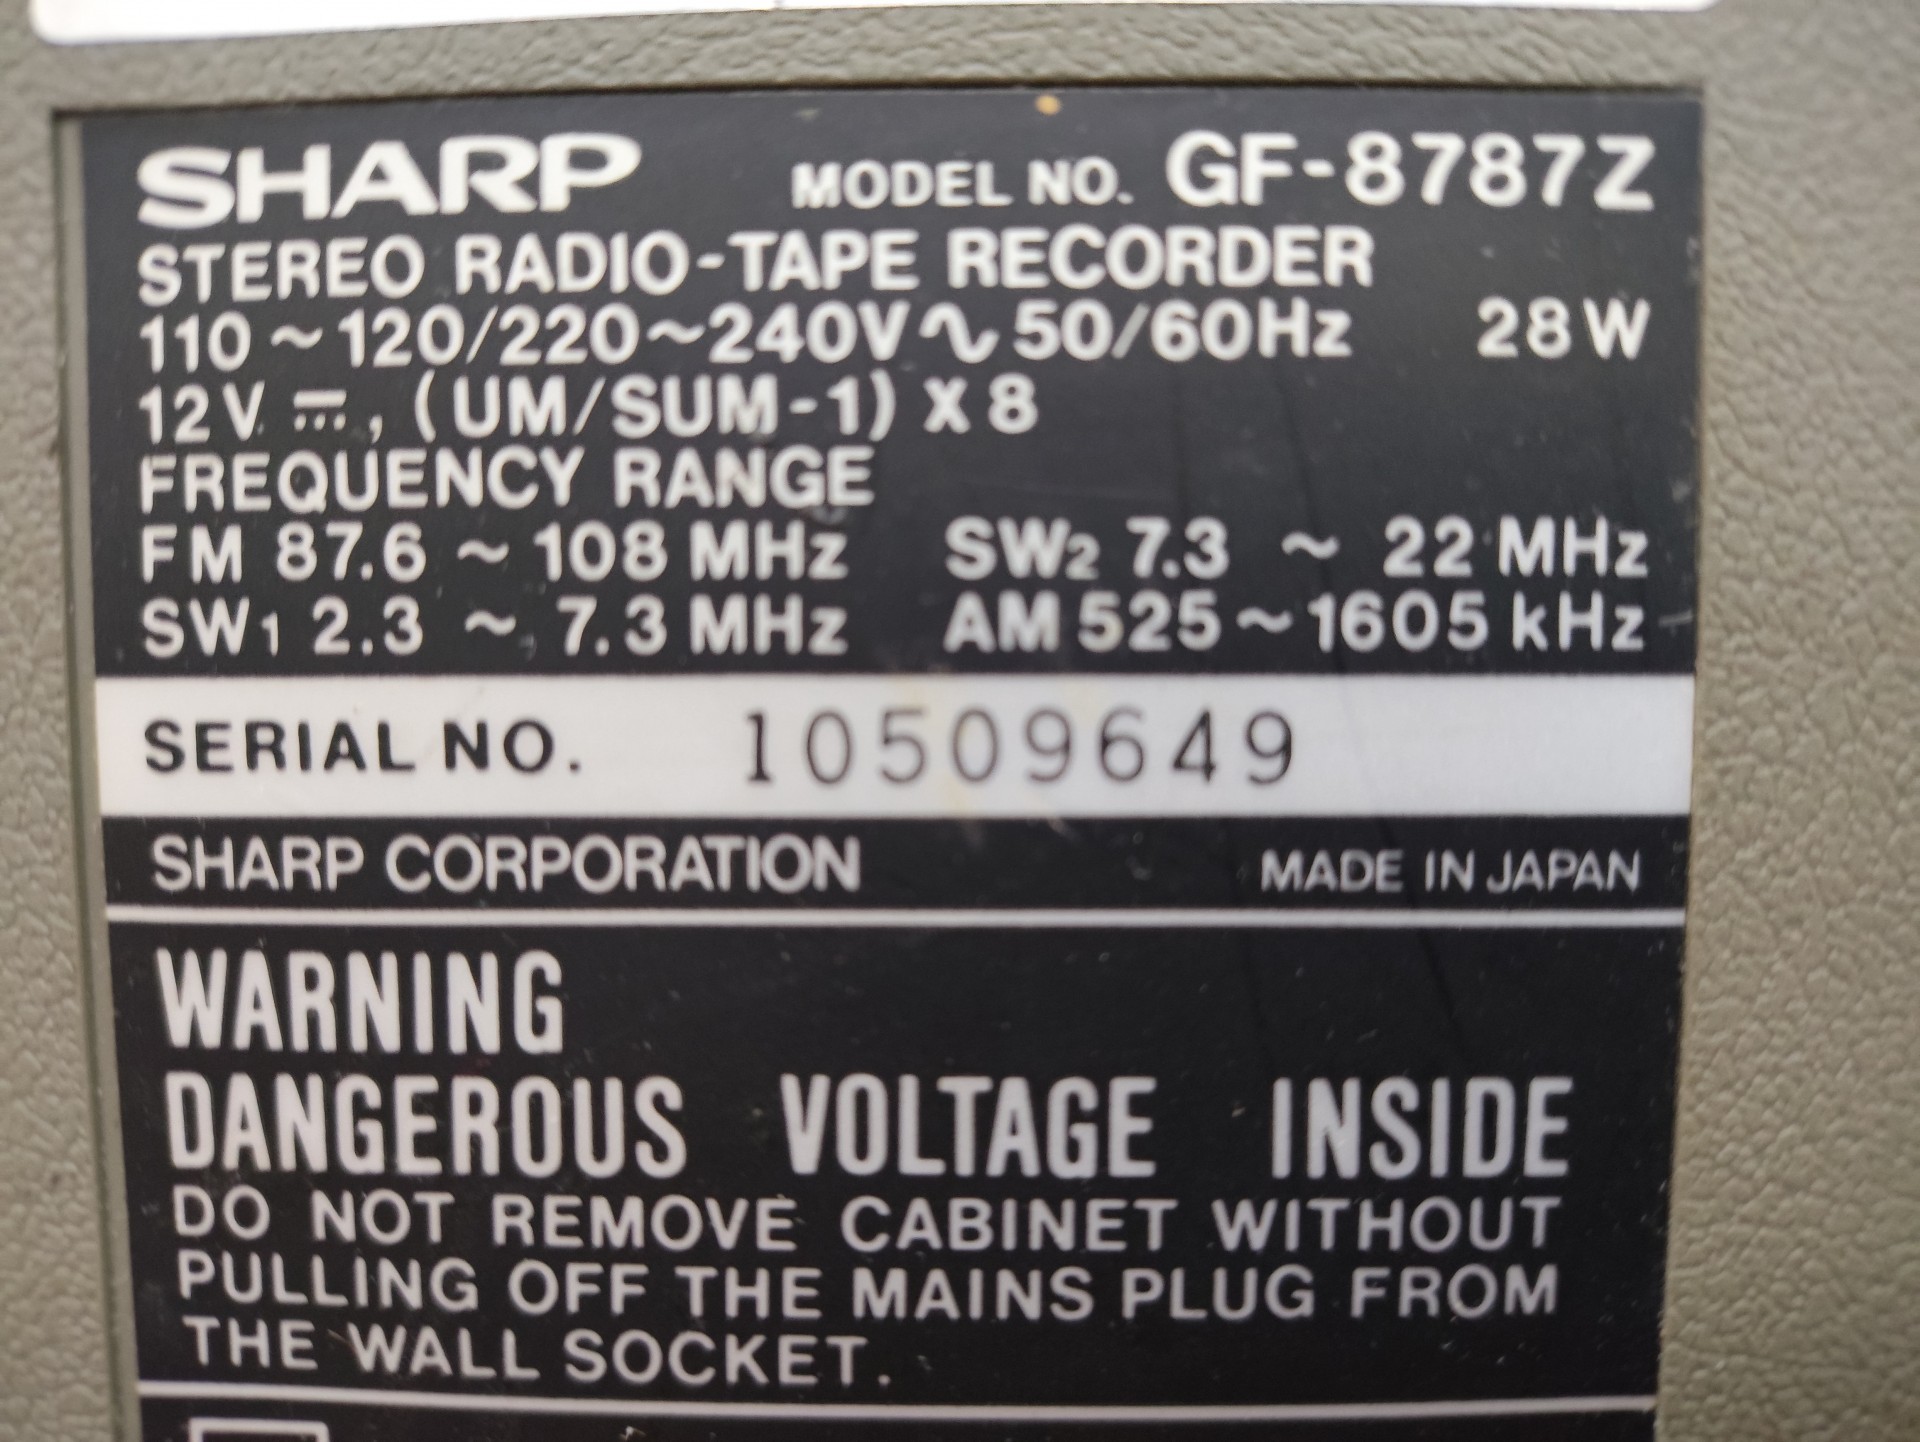 SHARP MODEL NO. GF-8787Z
STEREO RADIO-TAPE RECORDER
110~120/220~240V∿50/60Hz 28W
12V ⎓, (UM/SUM-1) X 8
FREQUENCY RANGE
FM 87.6 ~ 108 MHz SW2 7.3 ~ 22 MHz
SW1 2.3 ~ 7.3 MHz AM 525~1605 kHz
SERIAL NO. 10509649
SHARP CORPORATION MADE IN JAPAN
WARNING
DANGEROUS VOLTAGE INSIDE
DO NOT REMOVE CABINET WITHOUT
PULLING OFF THE MAINS PLUG FROM
THE WALL SOCKET.